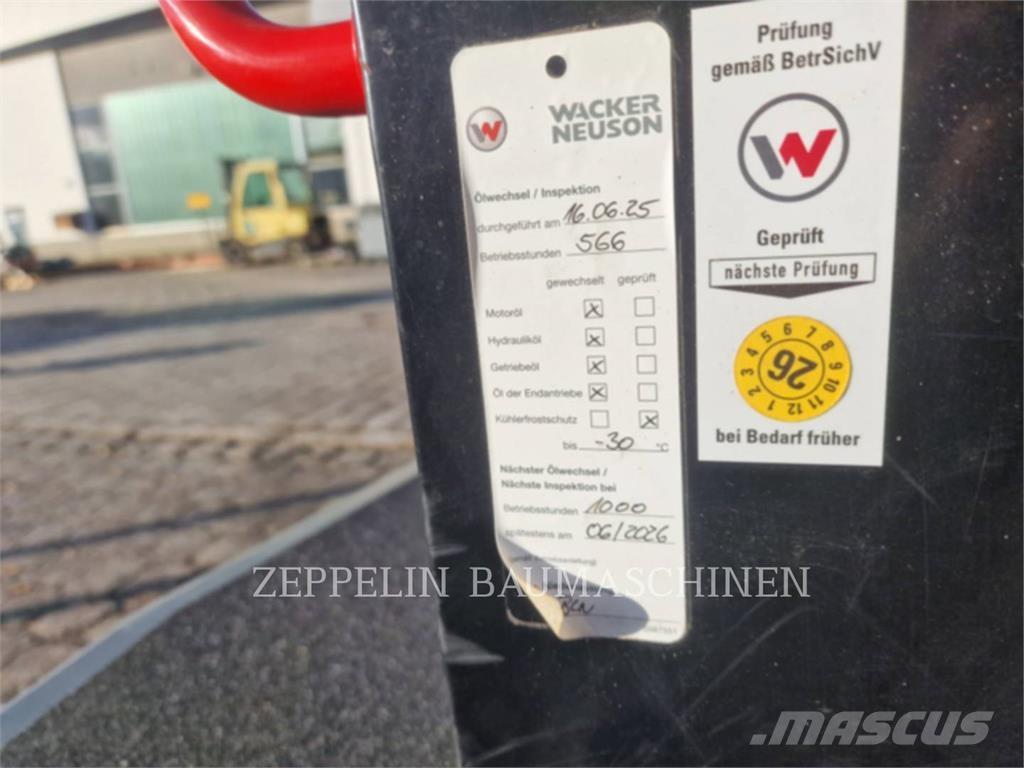 WACKER
NEUSON
Ölwechsel / Inspektion
durchgeführt am 16.06.25
Betriebsstunden 566
gewechselt geprüft
Motoröl
Hydrauliköl
Getriebeöl
Öl der Endantriebe
Kühlerfrostschutz
bis -30 °C
Nächster Ölwechsel /
Nächste Inspektion bei
Betriebsstunden 1000
spätestens am 06/2026
Prüfung
gemäß BetrSichV
Geprüft
nächste Prüfung
1 2 3 4 5 6 7 8 9 10 11 12
26
bei Bedarf früher
ZEPPELIN BAUMASCHINEN
MASCUS